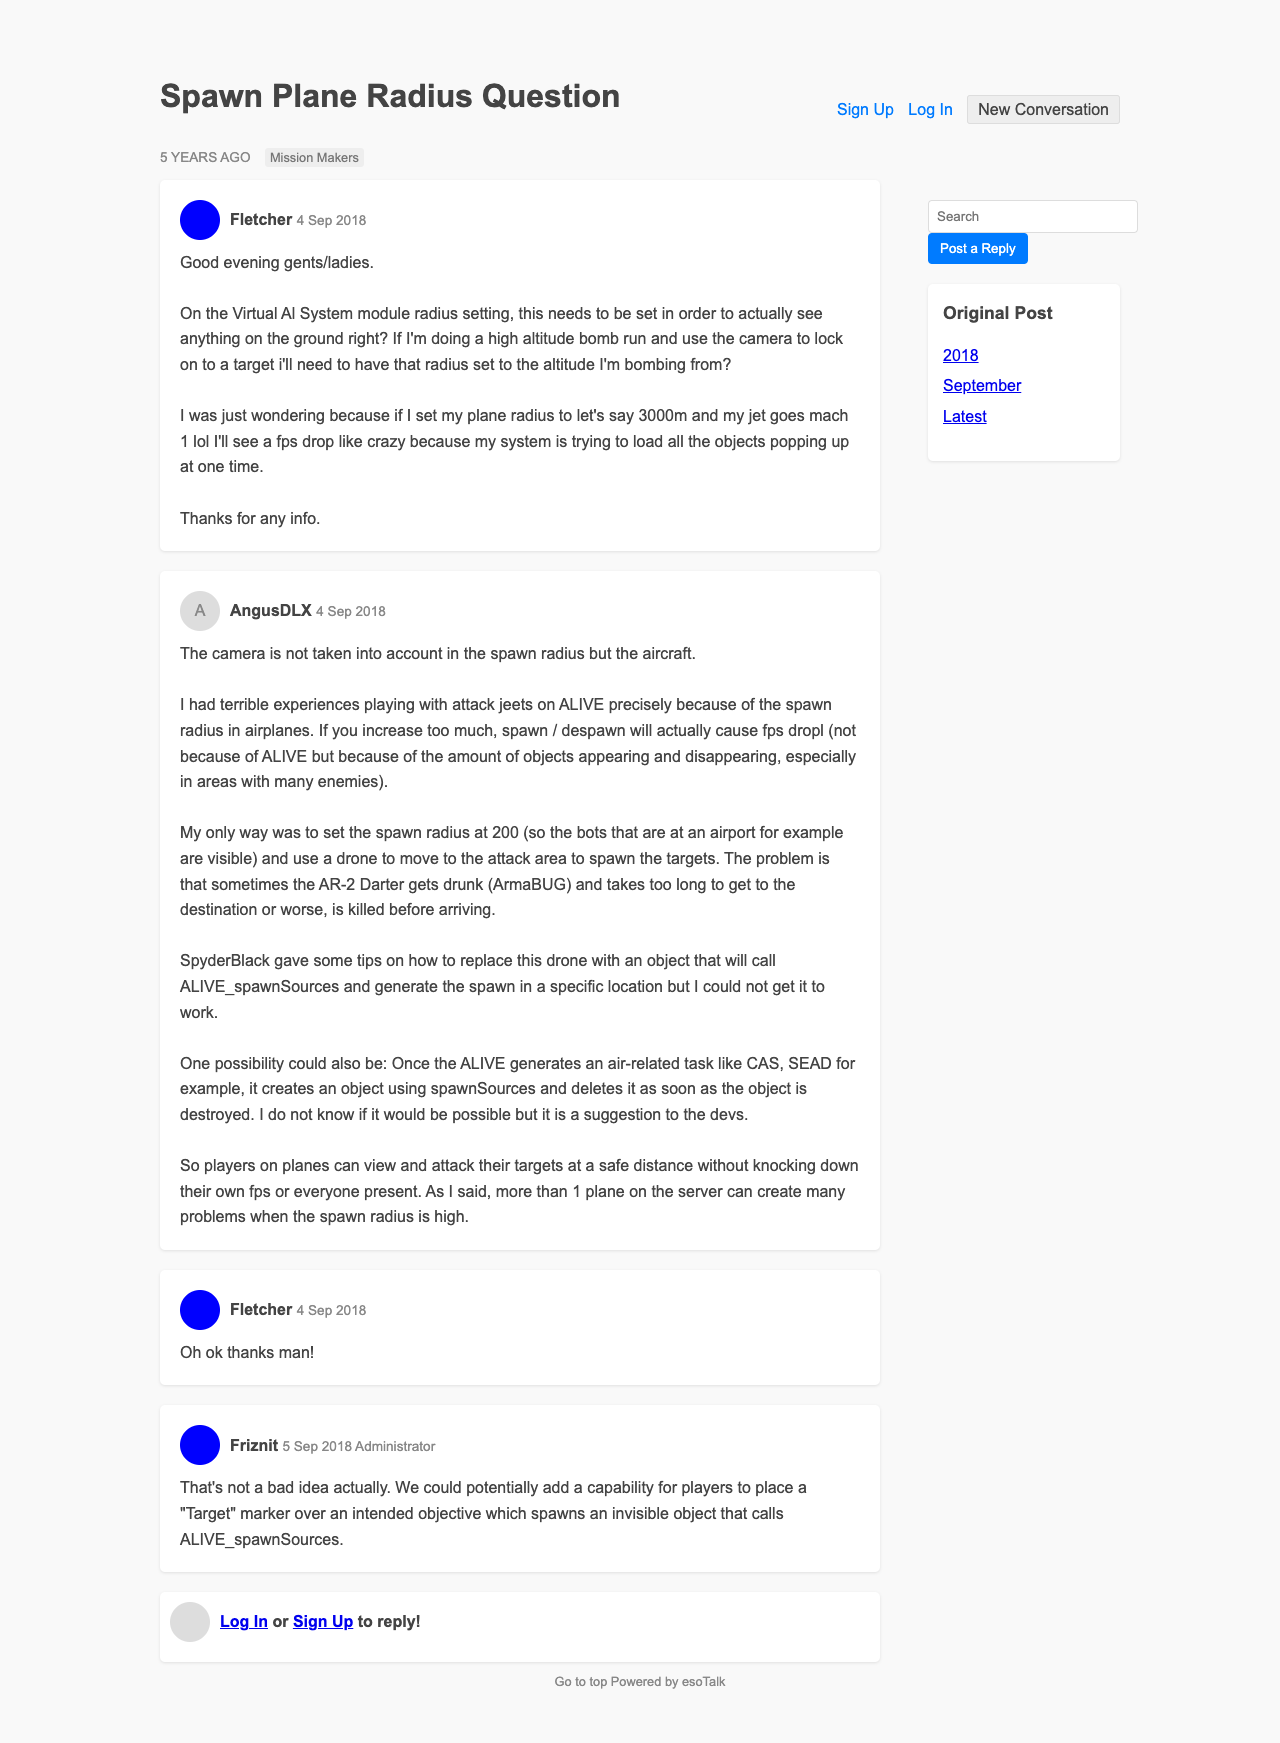 Spawn Plane Radius Question
Sign Up Log In New Conversation
5 YEARS AGO Mission Makers
Fletcher 4 Sep 2018
Good evening gents/ladies.
On the Virtual AI System module radius setting, this needs to be set in order to actually see
anything on the ground right? If I'm doing a high altitude bomb run and use the camera to lock
on to a target i'll need to have that radius set to the altitude I'm bombing from?
I was just wondering because if I set my plane radius to let's say 3000m and my jet goes mach
1 lol I'll see a fps drop like crazy because my system is trying to load all the objects popping up
at one time.
Thanks for any info.
A
AngusDLX 4 Sep 2018
The camera is not taken into account in the spawn radius but the aircraft.
I had terrible experiences playing with attack jeets on ALIVE precisely because of the spawn
radius in airplanes. If you increase too much, spawn / despawn will actually cause fps dropl (not
because of ALIVE but because of the amount of objects appearing and disappearing, especially
in areas with many enemies).
My only way was to set the spawn radius at 200 (so the bots that are at an airport for example
are visible) and use a drone to move to the attack area to spawn the targets. The problem is
that sometimes the AR-2 Darter gets drunk (ArmaBUG) and takes too long to get to the
destination or worse, is killed before arriving.
SpyderBlack gave some tips on how to replace this drone with an object that will call
ALIVE_spawnSources and generate the spawn in a specific location but I could not get it to
work.
One possibility could also be: Once the ALIVE generates an air-related task like CAS, SEAD for
example, it creates an object using spawnSources and deletes it as soon as the object is
destroyed. I do not know if it would be possible but it is a suggestion to the devs.
So players on planes can view and attack their targets at a safe distance without knocking down
their own fps or everyone present. As I said, more than 1 plane on the server can create many
problems when the spawn radius is high.
Fletcher 4 Sep 2018
Oh ok thanks man!
Friznit 5 Sep 2018 Administrator
That's not a bad idea actually. We could potentially add a capability for players to place a
"Target" marker over an intended objective which spawns an invisible object that calls
ALIVE_spawnSources.
Log In or Sign Up to reply!
Search
Post a Reply
Original Post
2018
September
Latest
Go to top Powered by esoTalk